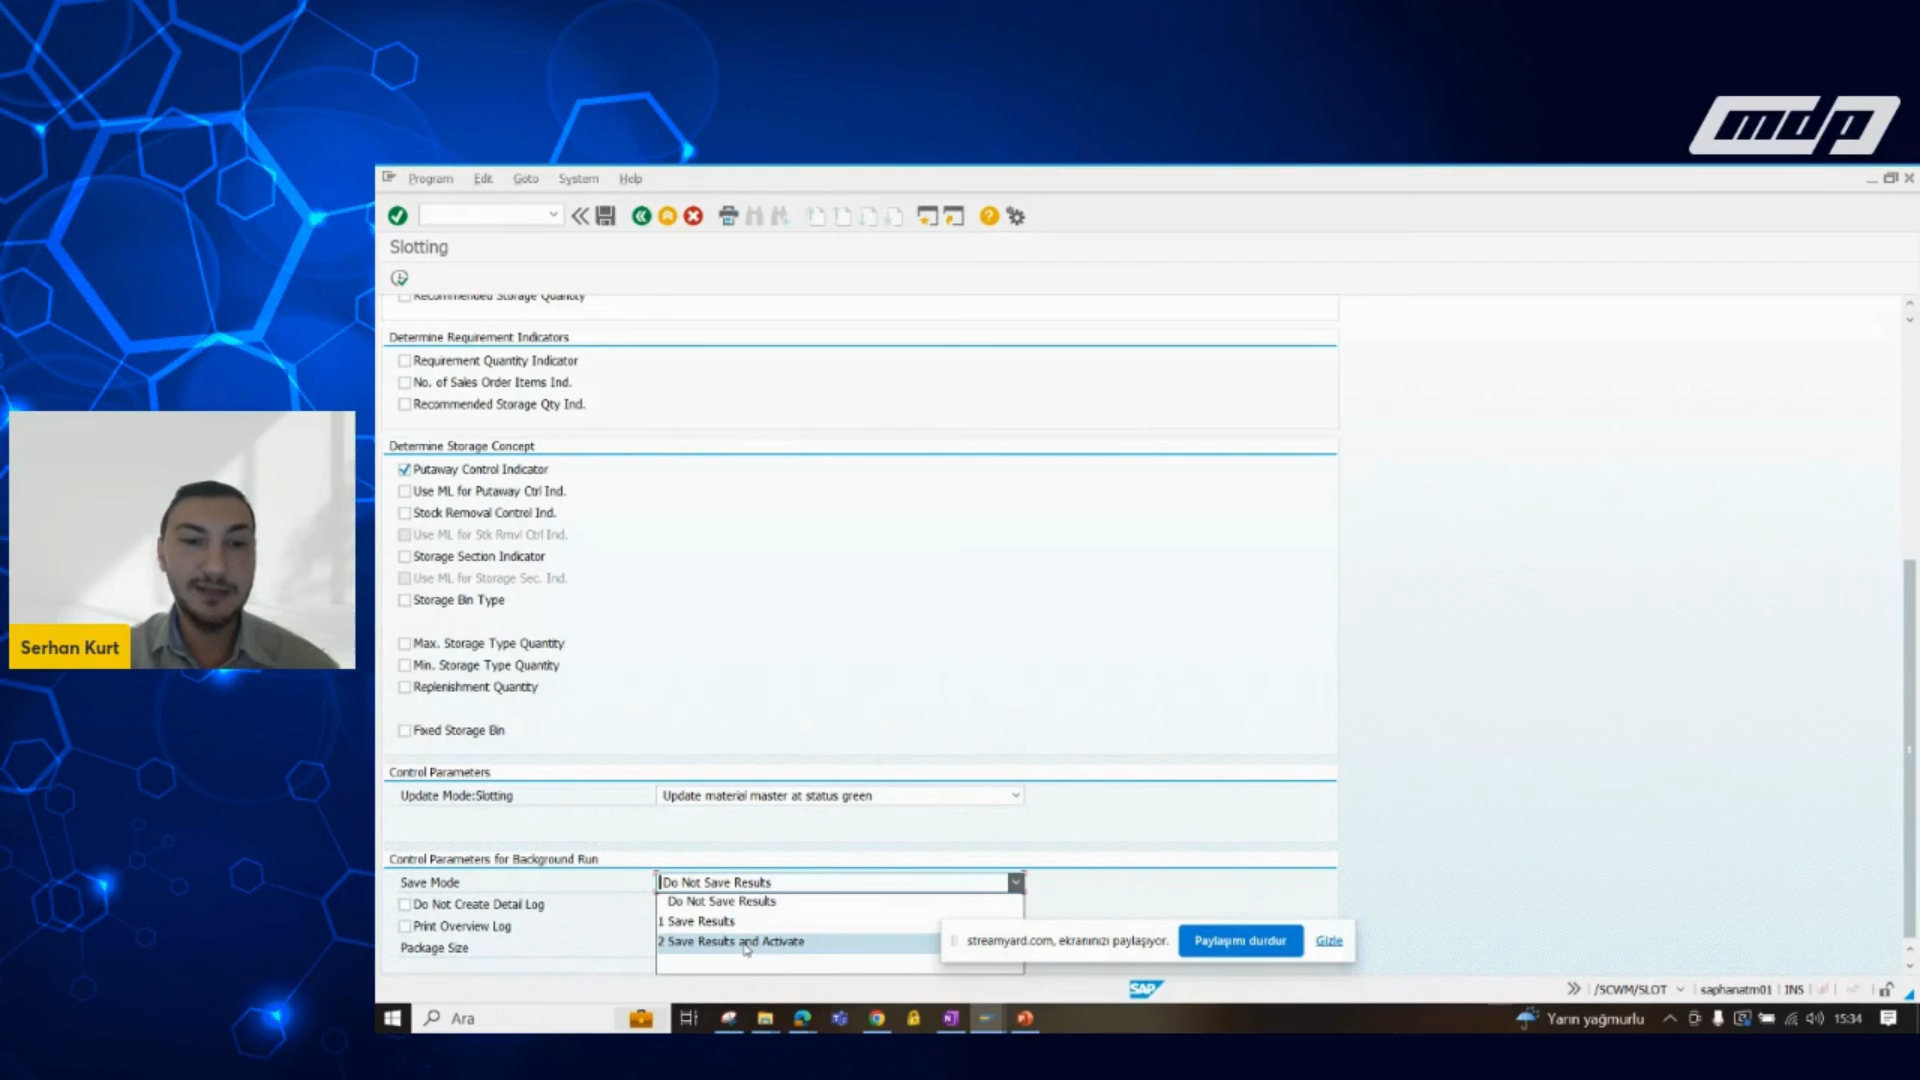 mdp
Program Edit Goto System Help
Slotting
Recommended Storage Quantity
Determine Requirement Indicators
Requirement Quantity Indicator
No. of Sales Order Items Ind.
Recommended Storage Qty Ind.
Determine Storage Concept
Putaway Control Indicator
Use ML for Putaway Ctrl Ind.
Stock Removal Control Ind.
Use ML for Stk Rmvl Ctrl Ind.
Storage Section Indicator
Use ML for Storage Sec. Ind.
Storage Bin Type
Serhan Kurt
Max. Storage Type Quantity
Min. Storage Type Quantity
Replenishment Quantity
Fixed Storage Bin
Control Parameters
Update Mode:Slotting Update material master at status green
Control Parameters for Background Run
Save Mode Do Not Save Results
Do Not Create Detail Log Do Not Save Results
Print Overview Log 1 Save Results
Package Size 2 Save Results and Activate
streamyard.com, ekranınızı paylaşıyor. Paylaşımı durdur Gizle
SAP /SCWM/SLOT saphanatm01 INS
Ara Yarın yağmurlu 15:34